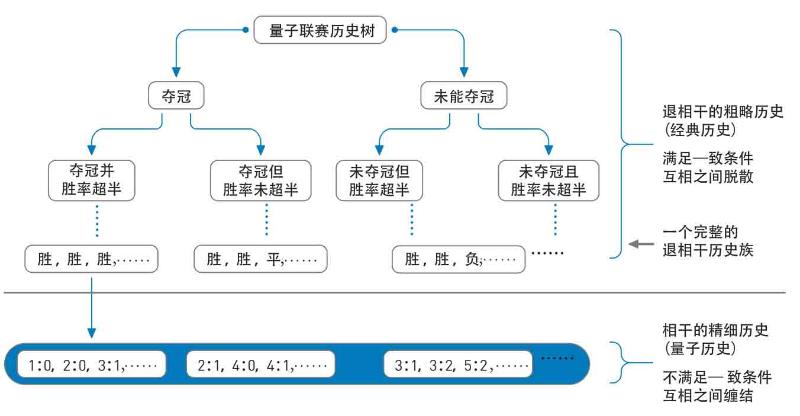 量子联赛历史树
夺冠
未能夺冠
夺冠并
胜率超半
夺冠但
胜率未超半
未夺冠但
胜率超半
未夺冠且
胜率未超半
胜，胜，胜,……
胜，胜，平,……
胜，胜，负,……
……
退相干的粗略历史
(经典历史)
满足一致条件
互相之间脱散
一个完整的
退相干历史族
1:0, 2:0, 3:1,……
2:1, 4:0, 4:1,……
3:1, 3:2, 5:2,……
……
相干的精细历史
(量子历史)
不满足一致条件
互相之间缠结